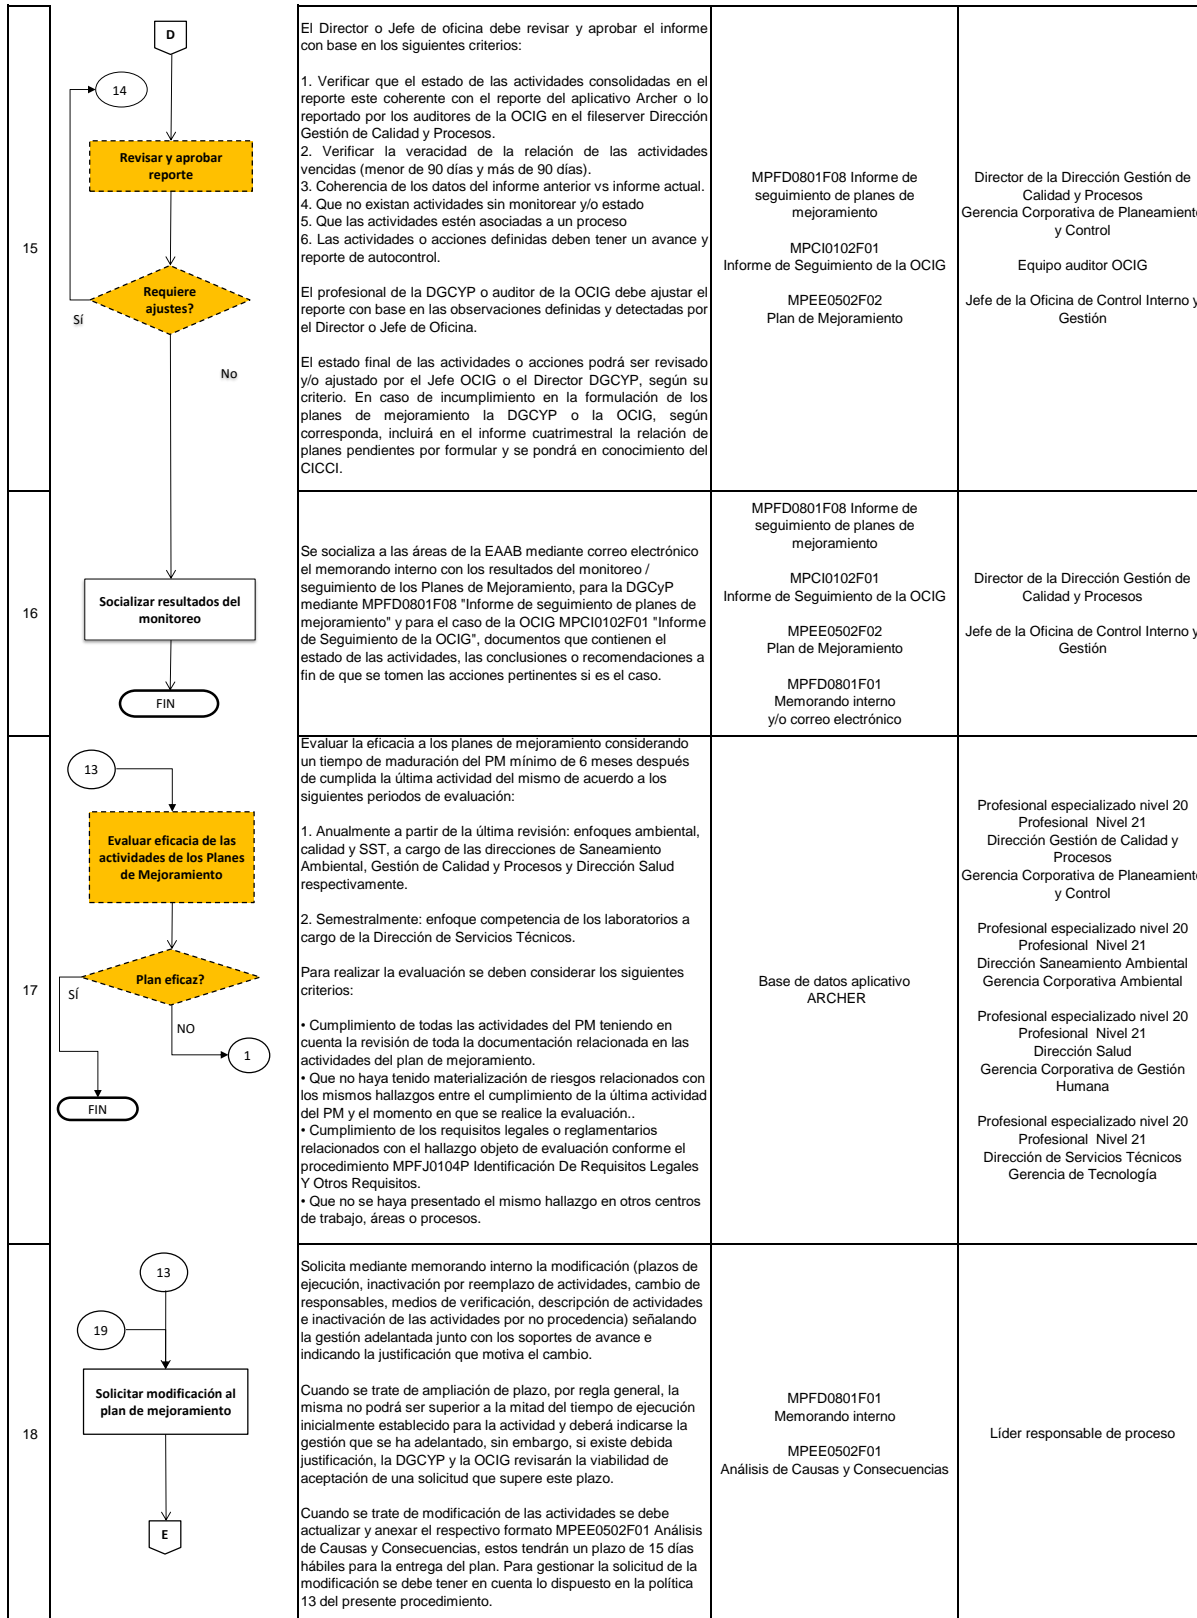 15
D
14
Revisar y aprobar
reporte
Requiere
ajustes?
Sí
No
El Director o Jefe de oficina debe revisar y aprobar el informe
con base en los siguientes criterios:
1. Verificar que el estado de las actividades consolidadas en el
reporte este coherente con el reporte del aplicativo Archer o lo
reportado por los auditores de la OCIG en el fileserver Dirección
Gestión de Calidad y Procesos.
2. Verificar la veracidad de la relación de las actividades
vencidas (menor de 90 días y más de 90 días).
3. Coherencia de los datos del informe anterior vs informe actual.
4. Que no existan actividades sin monitorear y/o estado
5. Que las actividades estén asociadas a un proceso
6. Las actividades o acciones definidas deben tener un avance y
reporte de autocontrol.
El profesional de la DGCYP o auditor de la OCIG debe ajustar el
reporte con base en las observaciones definidas y detectadas por
el Director o Jefe de Oficina.
El estado final de las actividades o acciones podrá ser revisado
y/o ajustado por el Jefe OCIG o el Director DGCYP, según su
criterio. En caso de incumplimiento en la formulación de los
planes de mejoramiento la DGCYP o la OCIG, según
corresponda, incluirá en el informe cuatrimestral la relación de
planes pendientes por formular y se pondrá en conocimiento del
CICCI.
MPFD0801F08 Informe de
seguimiento de planes de
mejoramiento
MPCI0102F01
Informe de Seguimiento de la OCIG
MPEE0502F02
Plan de Mejoramiento
Director de la Dirección Gestión de
Calidad y Procesos
Gerencia Corporativa de Planeamiento
y Control
Equipo auditor OCIG
Jefe de la Oficina de Control Interno y
Gestión
16
Socializar resultados del
monitoreo
FIN
Se socializa a las áreas de la EAAB mediante correo electrónico
el memorando interno con los resultados del monitoreo /
seguimiento de los Planes de Mejoramiento, para la DGCyP
mediante MPFD0801F08 "Informe de seguimiento de planes de
mejoramiento" y para el caso de la OCIG MPCI0102F01 "Informe
de Seguimiento de la OCIG", documentos que contienen el
estado de las actividades, las conclusiones o recomendaciones a
fin de que se tomen las acciones pertinentes si es el caso.
MPFD0801F08 Informe de
seguimiento de planes de
mejoramiento
MPCI0102F01
Informe de Seguimiento de la OCIG
MPEE0502F02
Plan de Mejoramiento
MPFD0801F01
Memorando interno
y/o correo electrónico
Director de la Dirección Gestión de
Calidad y Procesos
Jefe de la Oficina de Control Interno y
Gestión
17
13
Evaluar eficacia de las
actividades de los Planes
de Mejoramiento
Plan eficaz?
SÍ
NO
1
FIN
Evaluar la eficacia a los planes de mejoramiento considerando
un tiempo de maduración del PM mínimo de 6 meses después
de cumplida la última actividad del mismo de acuerdo a los
siguientes periodos de evaluación:
1. Anualmente a partir de la última revisión: enfoques ambiental,
calidad y SST, a cargo de las direcciones de Saneamiento
Ambiental, Gestión de Calidad y Procesos y Dirección Salud
respectivamente.
2. Semestralmente: enfoque competencia de los laboratorios a
cargo de la Dirección de Servicios Técnicos.
Para realizar la evaluación se deben considerar los siguientes
criterios:
• Cumplimiento de todas las actividades del PM teniendo en
cuenta la revisión de toda la documentación relacionada en las
actividades del plan de mejoramiento.
• Que no haya tenido materialización de riesgos relacionados con
los mismos hallazgos entre el cumplimiento de la última actividad
del PM y el momento en que se realice la evaluación..
• Cumplimiento de los requisitos legales o reglamentarios
relacionados con el hallazgo objeto de evaluación conforme el
procedimiento MPFJ0104P Identificación De Requisitos Legales
Y Otros Requisitos.
• Que no se haya presentado el mismo hallazgo en otros centros
de trabajo, áreas o procesos.
Base de datos aplicativo
ARCHER
Profesional especializado nivel 20
Profesional Nivel 21
Dirección Gestión de Calidad y
Procesos
Gerencia Corporativa de Planeamiento
y Control
Profesional especializado nivel 20
Profesional Nivel 21
Dirección Saneamiento Ambiental
Gerencia Corporativa Ambiental
Profesional especializado nivel 20
Profesional Nivel 21
Dirección Salud
Gerencia Corporativa de Gestión
Humana
Profesional especializado nivel 20
Profesional Nivel 21
Dirección de Servicios Técnicos
Gerencia de Tecnología
18
13
19
Solicitar modificación al
plan de mejoramiento
E
Solicita mediante memorando interno la modificación (plazos de
ejecución, inactivación por reemplazo de actividades, cambio de
responsables, medios de verificación, descripción de actividades
e inactivación de las actividades por no procedencia) señalando
la gestión adelantada junto con los soportes de avance e
indicando la justificación que motiva el cambio.
Cuando se trate de ampliación de plazo, por regla general, la
misma no podrá ser superior a la mitad del tiempo de ejecución
inicialmente establecido para la actividad y deberá indicarse la
gestión que se ha adelantado, sin embargo, si existe debida
justificación, la DGCYP y la OCIG revisarán la viabilidad de
aceptación de una solicitud que supere este plazo.
Cuando se trate de modificación de las actividades se debe
actualizar y anexar el respectivo formato MPEE0502F01 Análisis
de Causas y Consecuencias, estos tendrán un plazo de 15 días
hábiles para la entrega del plan. Para gestionar la solicitud de la
modificación se debe tener en cuenta lo dispuesto en la política
13 del presente procedimiento.
MPFD0801F01
Memorando interno
MPEE0502F01
Análisis de Causas y Consecuencias
Líder responsable de proceso